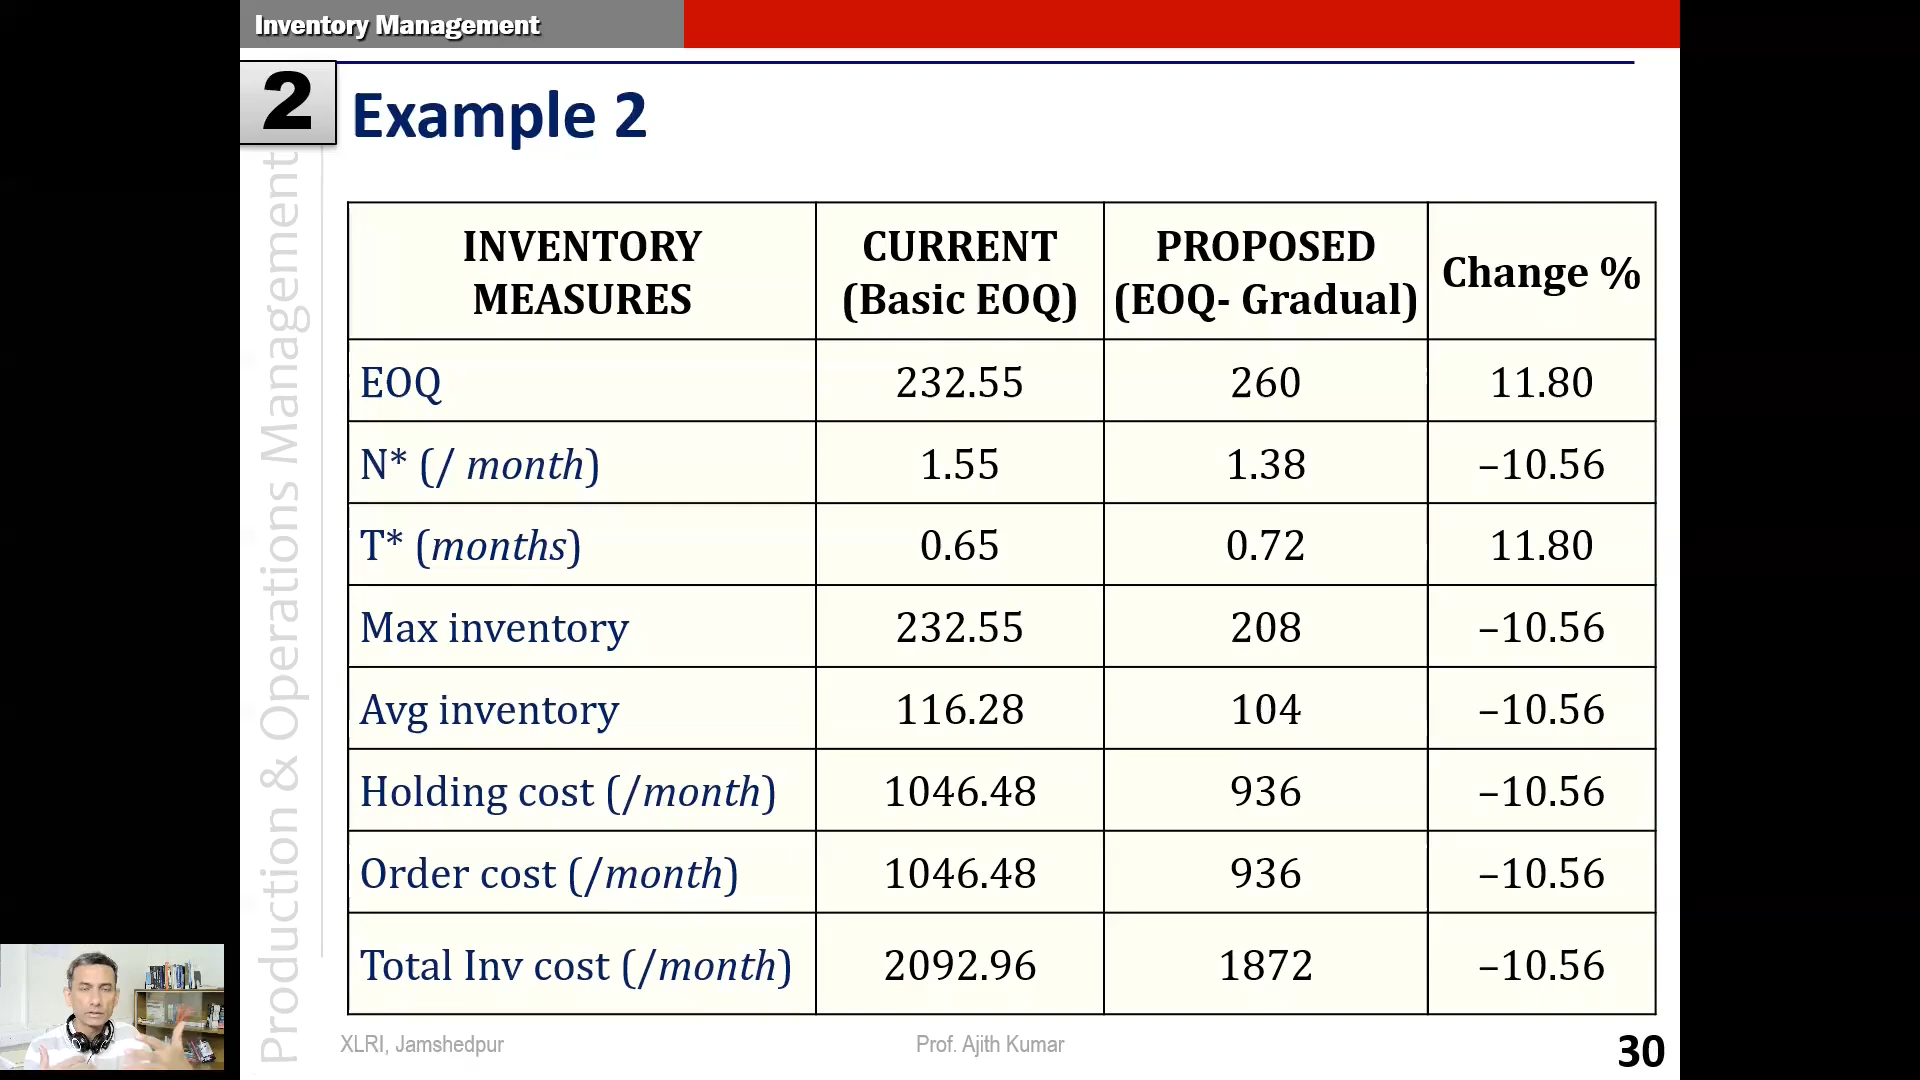 Inventory Management
2
Example 2
Production & Operations Management
INVENTORY MEASURES CURRENT (Basic EOQ) PROPOSED (EOQ- Gradual) Change %
EOQ 232.55 260 11.80
N* (/ month) 1.55 1.38 –10.56
T* (months) 0.65 0.72 11.80
Max inventory 232.55 208 –10.56
Avg inventory 116.28 104 –10.56
Holding cost (/month) 1046.48 936 –10.56
Order cost (/month) 1046.48 936 –10.56
Total Inv cost (/month) 2092.96 1872 –10.56
XLRI, Jamshedpur Prof. Ajith Kumar 30